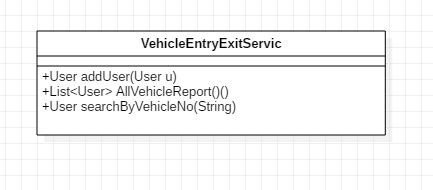 VehicleEntryExitServic
+User addUser(User u)
+List<User> AllVehicleReport()()
+User searchByVehicleNo(String)